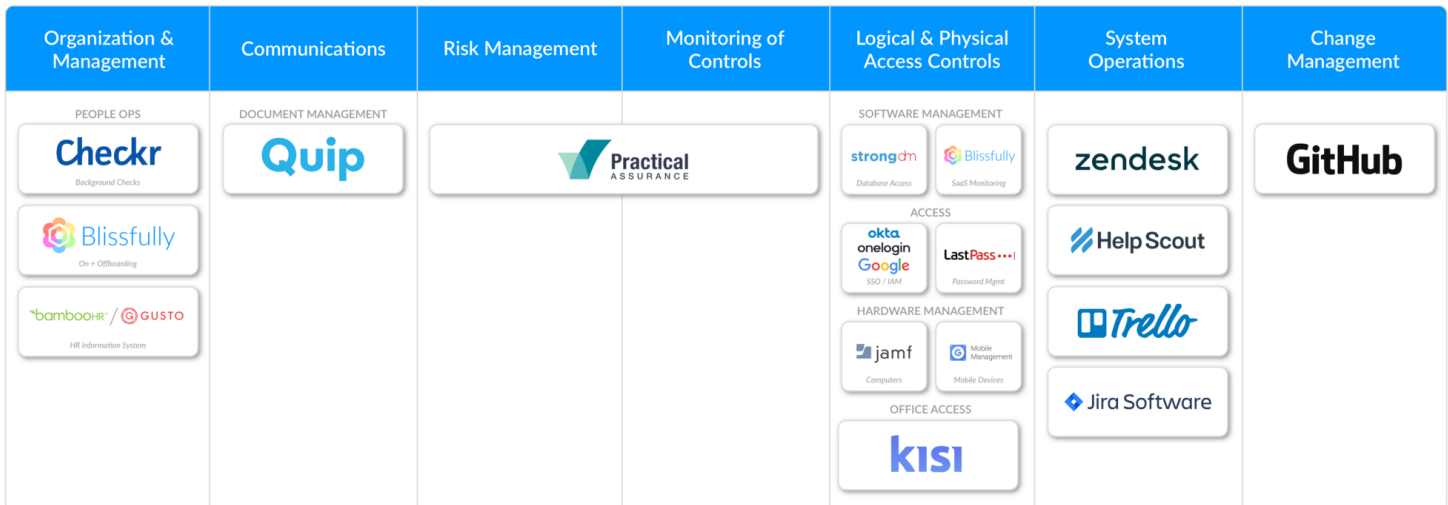 Organization &
Management
Communications
Risk Management
Monitoring of
Controls
Logical & Physical
Access Controls
System
Operations
Change
Management
PEOPLE OPS
Checkr
Background Checks
Blissfully
On + Offboarding
bambooHR / GUSTO
HR Information System
DOCUMENT MANAGEMENT
Quip
Practical
ASSURANCE
SOFTWARE MANAGEMENT
strongdm
Database Access
Blissfully
SaaS Monitoring
ACCESS
okta
onelogin
Google
SSO / IAM
LastPass
Password Mgmt
HARDWARE MANAGEMENT
jamf
Computers
G
Mobile
Management
Mobile Devices
OFFICE ACCESS
kisi
zendesk
Help Scout
Trello
Jira Software
GitHub